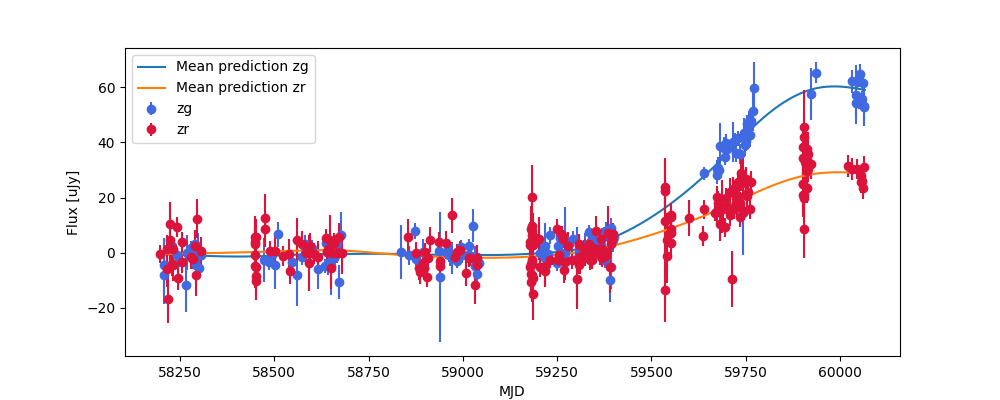 Mean prediction zg
Mean prediction zr
zg
zr
Flux [uJy]
60
40
20
0
−20
58250 58500 58750 59000 59250 59500 59750 60000
MJD